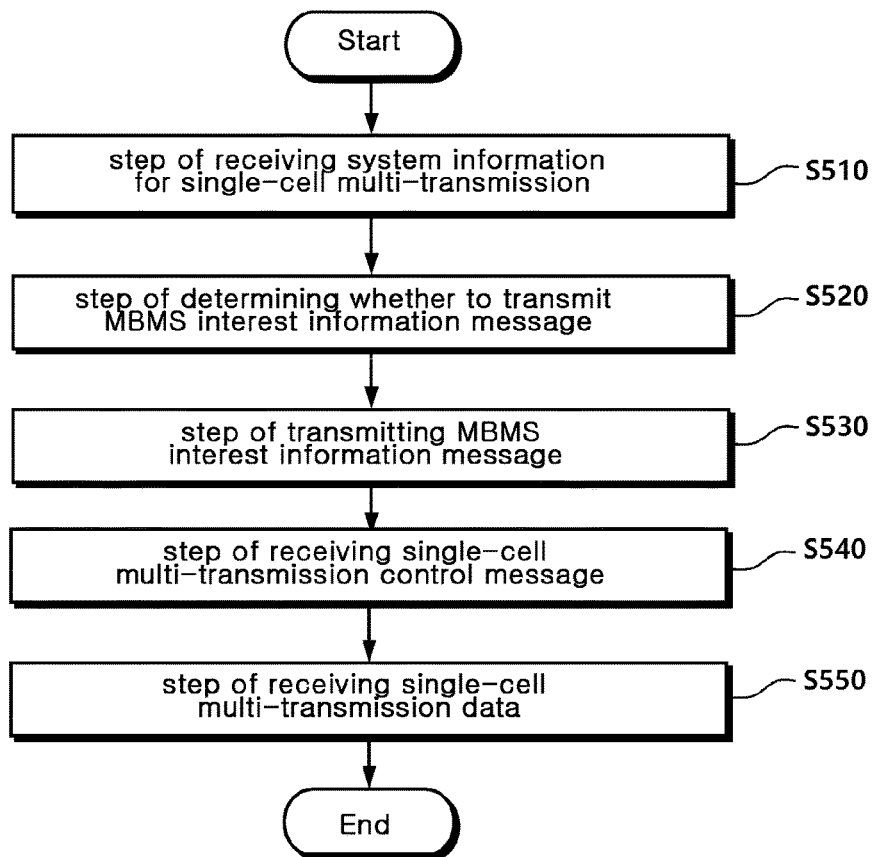 Start
step of receiving system information
for single-cell multi-transmission
S510
step of determining whether to transmit
MBMS interest information message
S520
step of transmitting MBMS
interest information message
S530
step of receiving single-cell
multi-transmission control message
S540
step of receiving single-cell
multi-transmission data
S550
End